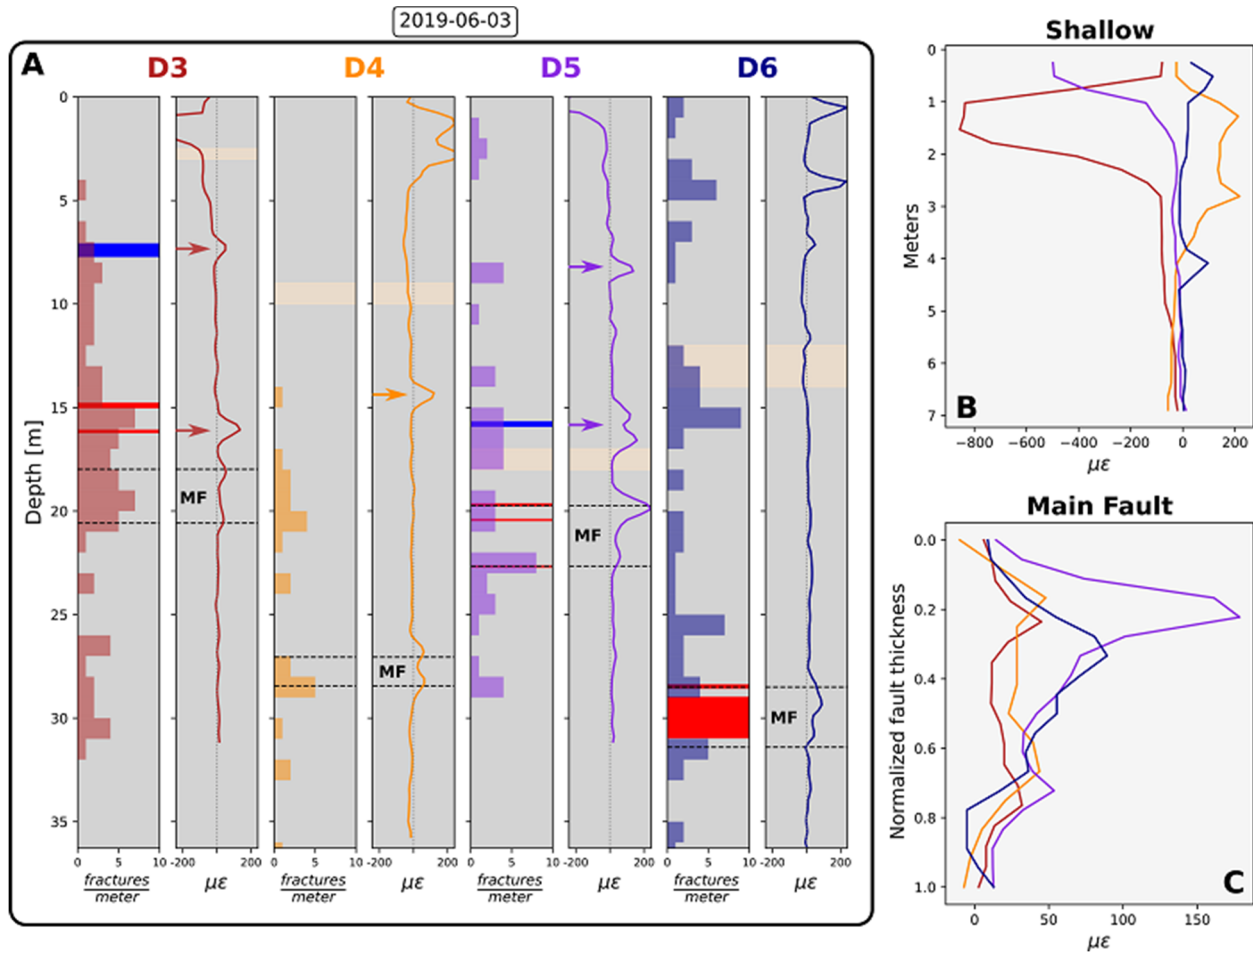 2019-06-03
A
D3 D4 D5 D6
0
5
10
15
20
25
30
35
Depth [m]
MF
MF
MF
MF
0 5 10 -200 0 200 0 5 10 -200 0 200 0 5 10 -200 0 200 0 5 10 -200 0 200
fractures με fractures με fractures με fractures με
meter meter meter meter
Shallow
0
1
2
3
4
5
6
7
Meters
B
−800 −600 −400 −200 0 200
με
Main Fault
0.0
0.2
0.4
0.6
0.8
1.0
Normalized fault thickness
C
0 50 100 150
με